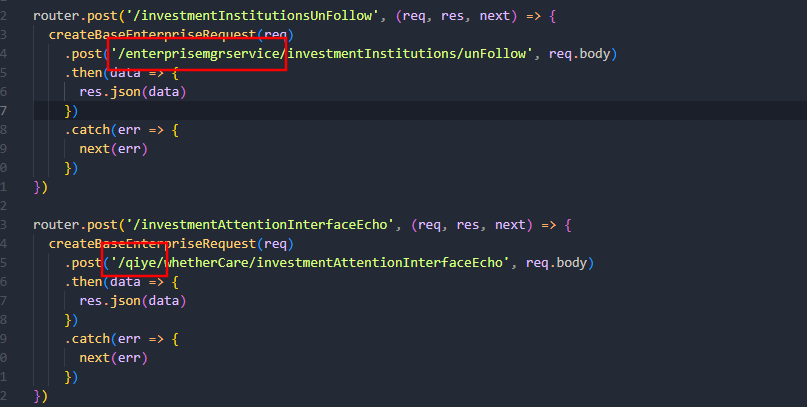 2 router.post('/investmentInstitutionsUnFollow', (req, res, next) => {
3 createBaseEnterpriseRequest(req)
4 .post('/enterprisemgrservice/investmentInstitutions/unFollow', req.body)
5 .then(data => {
6 res.json(data)
7 })
8 .catch(err => {
9 next(err)
0 })
1 })
2
3 router.post('/investmentAttentionInterfaceEcho', (req, res, next) => {
4 createBaseEnterpriseRequest(req)
5 .post('/qiye/whetherCare/investmentAttentionInterfaceEcho', req.body)
6 .then(data => {
7 res.json(data)
8 })
9 .catch(err => {
0 next(err)
1 })
2 })